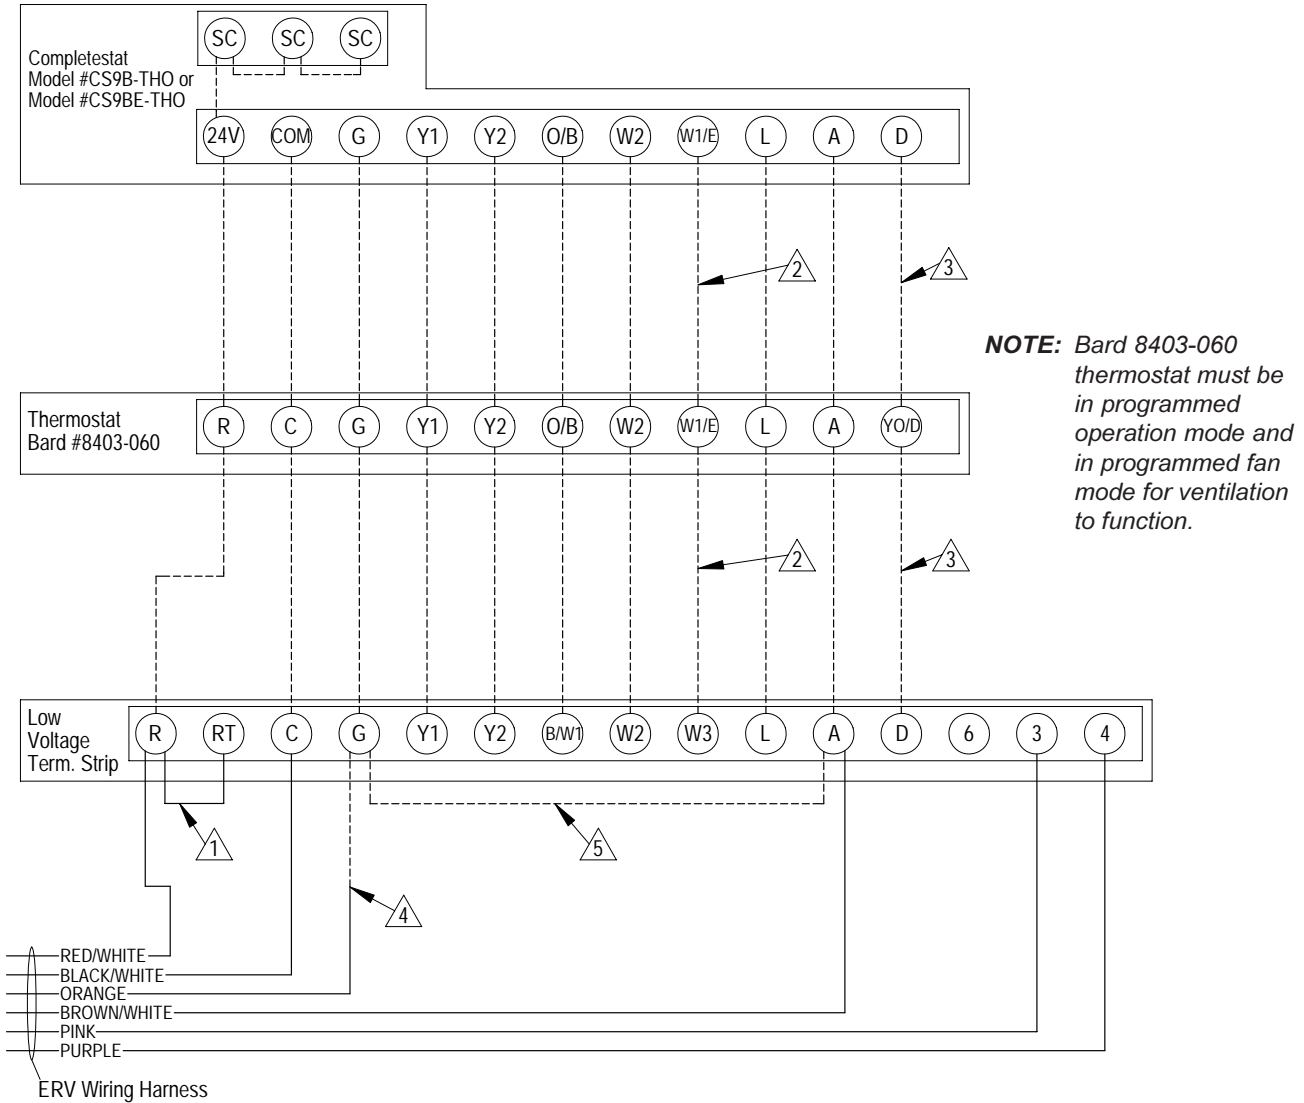 SC SC SC
Completestat
Model #CS9B-THO or
Model #CS9BE-THO
24V COM G Y1 Y2 O/B W2 W1/E L A D
2 3
NOTE: Bard 8403-060
thermostat must be
in programmed
operation mode and
in programmed fan
mode for ventilation
to function.
Thermostat
Bard #8403-060
R C G Y1 Y2 O/B W2 W1/E L A YO/D
2 3
Low
Voltage
Term. Strip
R RT C G Y1 Y2 B/W1 W2 W3 L A D 6 3 4
1 5
4
RED/WHITE
BLACK/WHITE
ORANGE
BROWN/WHITE
PINK
PURPLE
ERV Wiring Harness